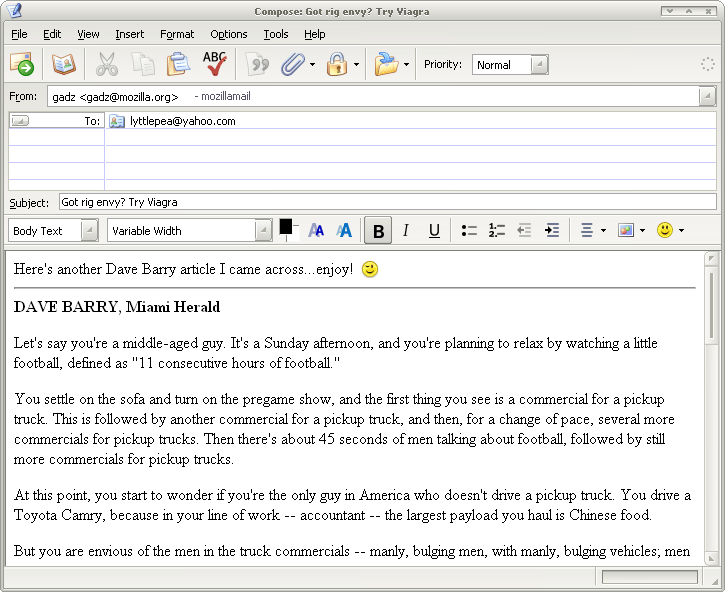 Compose: Got rig envy? Try Viagra
File Edit View Insert Format Options Tools Help
ABC
Priority: Normal
From: gadz <gadz@mozilla.org> - mozillamail
To: lyttlepea@yahoo.com
Subject: Got rig envy? Try Viagra
Body Text Variable Width AA AA B I U
Here's another Dave Barry article I came across...enjoy!
DAVE BARRY, Miami Herald
Let's say you're a middle-aged guy. It's a Sunday afternoon, and you're planning to relax by watching a little
football, defined as "11 consecutive hours of football."
You settle on the sofa and turn on the pregame show, and the first thing you see is a commercial for a pickup
truck. This is followed by another commercial for a pickup truck, and then, for a change of pace, several more
commercials for pickup trucks. Then there's about 45 seconds of men talking about football, followed by still
more commercials for pickup trucks.
At this point, you start to wonder if you're the only guy in America who doesn't drive a pickup truck. You drive a
Toyota Camry, because in your line of work -- accountant -- the largest payload you haul is Chinese food.
But you are envious of the men in the truck commercials -- manly, bulging men, with manly, bulging vehicles; men